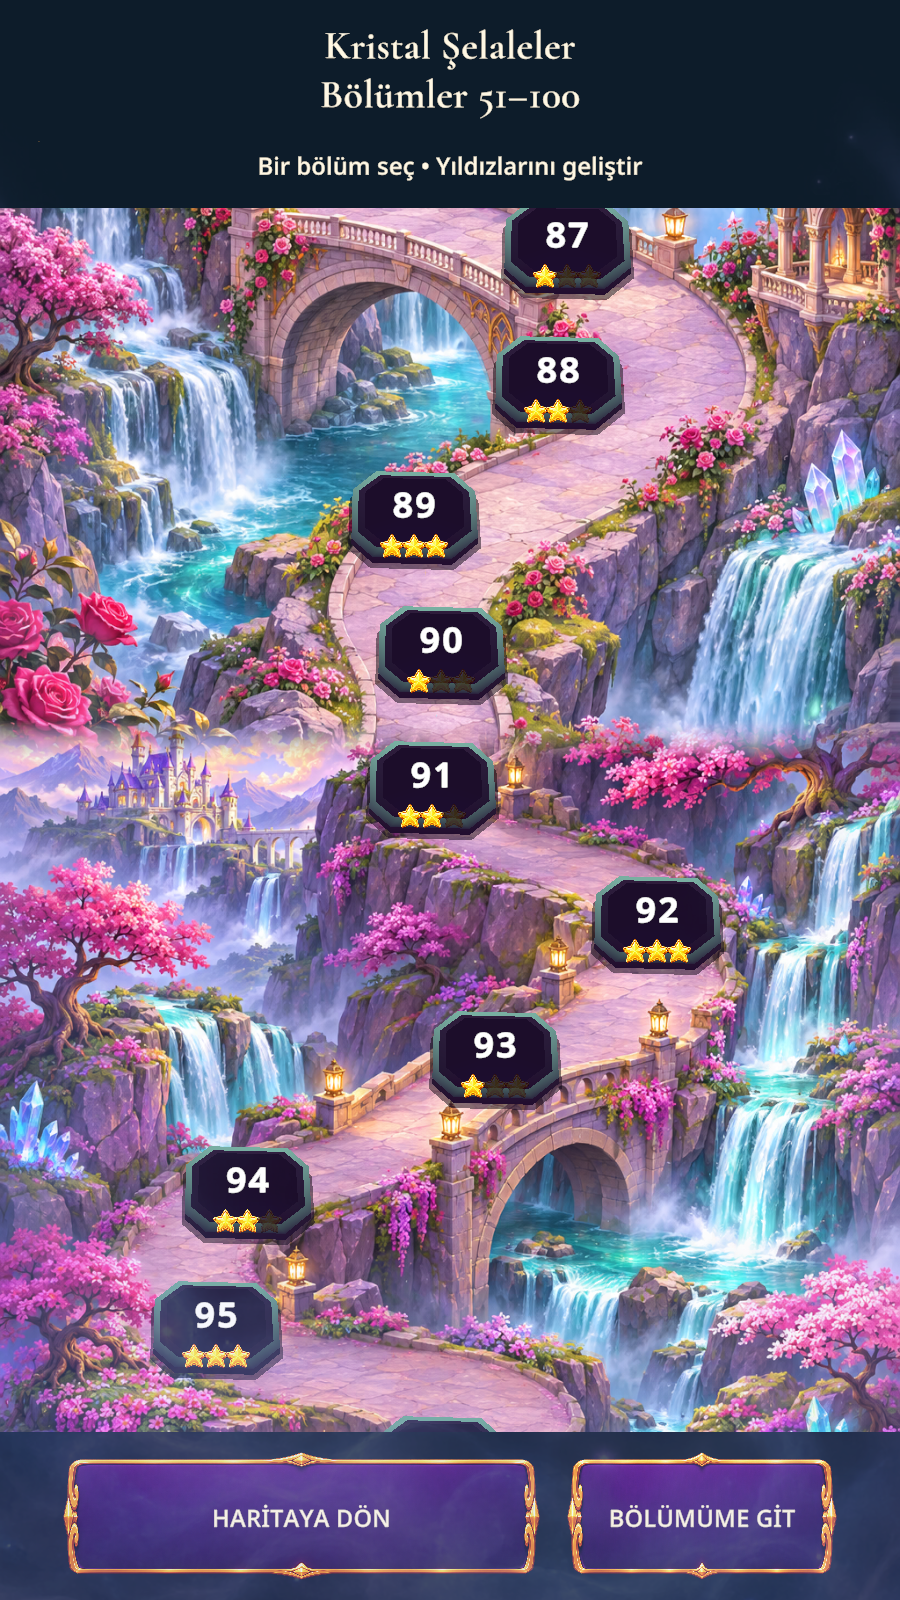 Kristal Şelaleler
Bölümler 51–100
Bir bölüm seç • Yıldızlarını geliştir
87
88
89
90
91
92
93
94
95
HARİTAYA DÖN
BÖLÜMÜME GİT